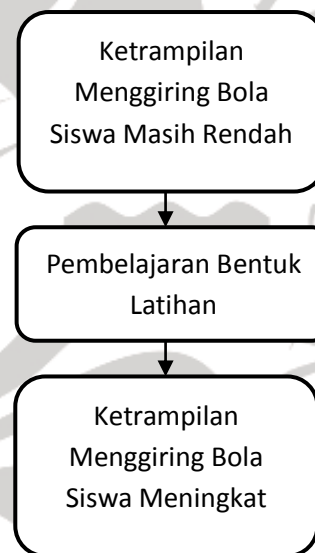 Ketrampilan
Menggiring Bola
Siswa Masih Rendah
Pembelajaran Bentuk
Latihan
Ketrampilan
Menggiring Bola
Siswa Meningkat